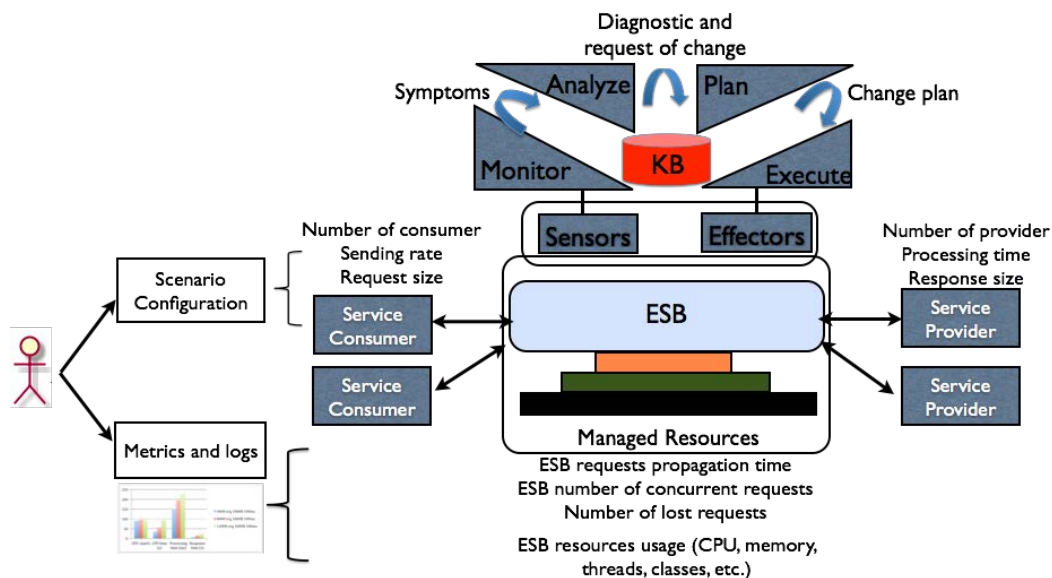 Diagnostic and
request of change
Analyze
Plan
Symptoms
Change plan
KB
Monitor
Execute
Sensors
Effectors
Number of consumer
Sending rate
Request size
Number of provider
Processing time
Response size
Scenario
Configuration
Service
Consumer
ESB
Service
Provider
Service
Consumer
Service
Provider
Metrics and logs
Managed Resources
ESB requests propagation time
ESB number of concurrent requests
Number of lost requests
ESB resources usage (CPU, memory,
threads, classes, etc.)